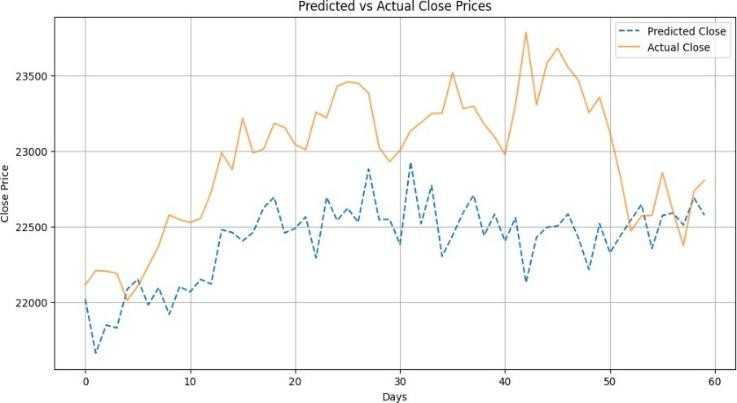 Predicted vs Actual Close Prices
Predicted Close
Actual Close
23500
23000
22500
22000
Close Price
0 10 20 30 40 50 60
Days